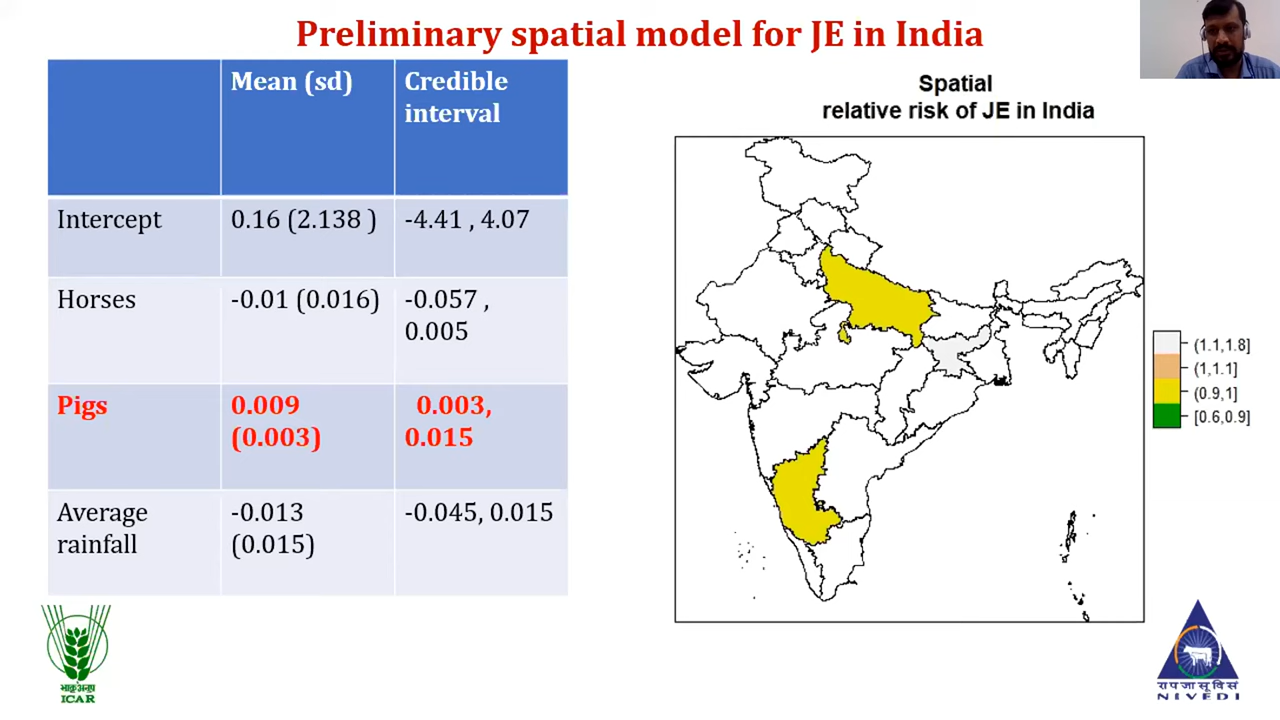 Preliminary spatial model for JE in India
Mean (sd)
Credible
interval
Intercept
0.16 (2.138 )
-4.41 , 4.07
Horses
-0.01 (0.016)
-0.057 ,
0.005
Pigs
0.009
(0.003)
0.003,
0.015
Average
rainfall
-0.013
(0.015)
-0.045, 0.015
Spatial
relative risk of JE in India
(1.1,1.8]
(1,1.1]
(0.9,1]
[0.6,0.9]
भाकृअनुप
ICAR
NIVEDI